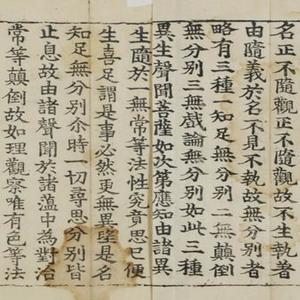 名正不隨觀正不隨執故不生執著
由隨義於名不見不執故無分別者
略有三種一知足無分別二無顛倒
無分別三無戲論無分別如此三種
異生聲聞菩薩如次第應知由諸異
生隨於一無常等法性究竟思已便
生喜足謂是事必然更無異墜是名
知足無分別尒時一切尋思分別皆
止息故由諸聲聞於諸蘊中為對治
常等顛倒故如理觀察唯有色等法